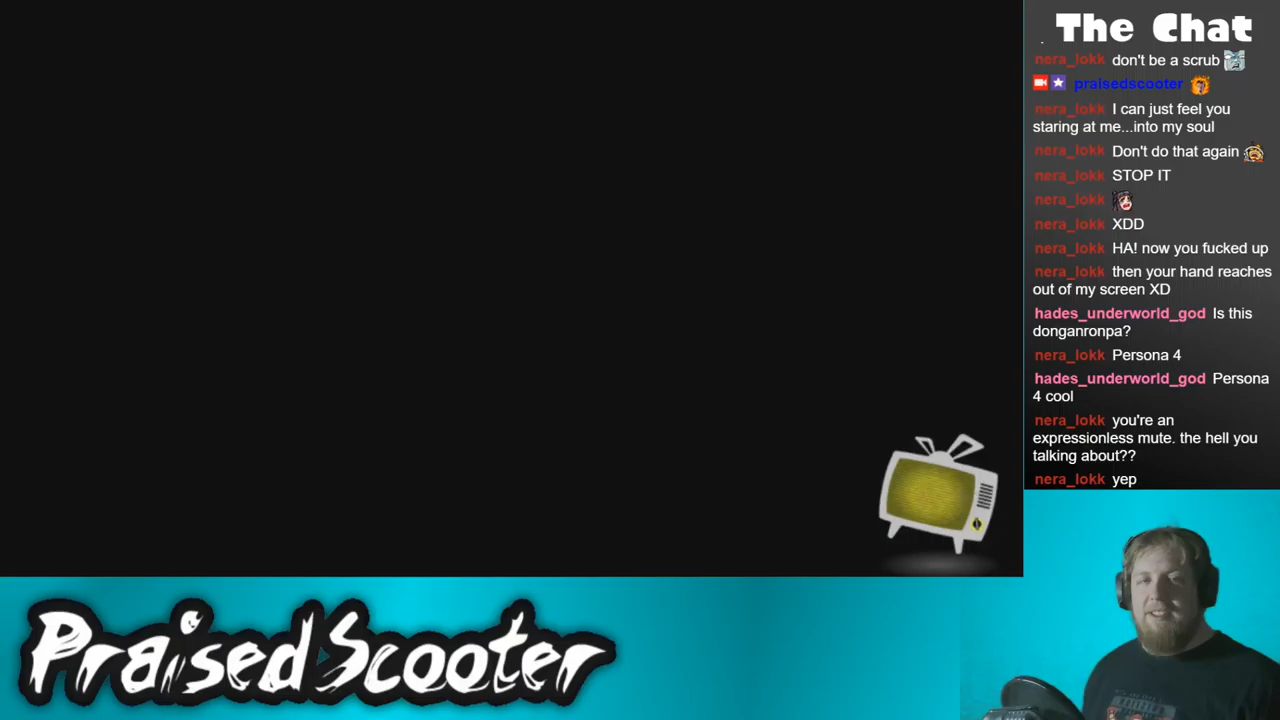 The Chat
nera_lokk don't be a scrub
praisedscooter
nera_lokk I can just feel you
staring at me...into my soul
nera_lokk Don't do that again
nera_lokk STOP IT
nera_lokk
nera_lokk XDD
nera_lokk HA! now you fucked up
nera_lokk then your hand reaches
out of my screen XD
hades_underworld_god Is this
donganronpa?
nera_lokk Persona 4
hades_underworld_god Persona
4 cool
nera_lokk you're an
expressionless mute. the hell you
talking about??
nera_lokk yep
PraisedScooter